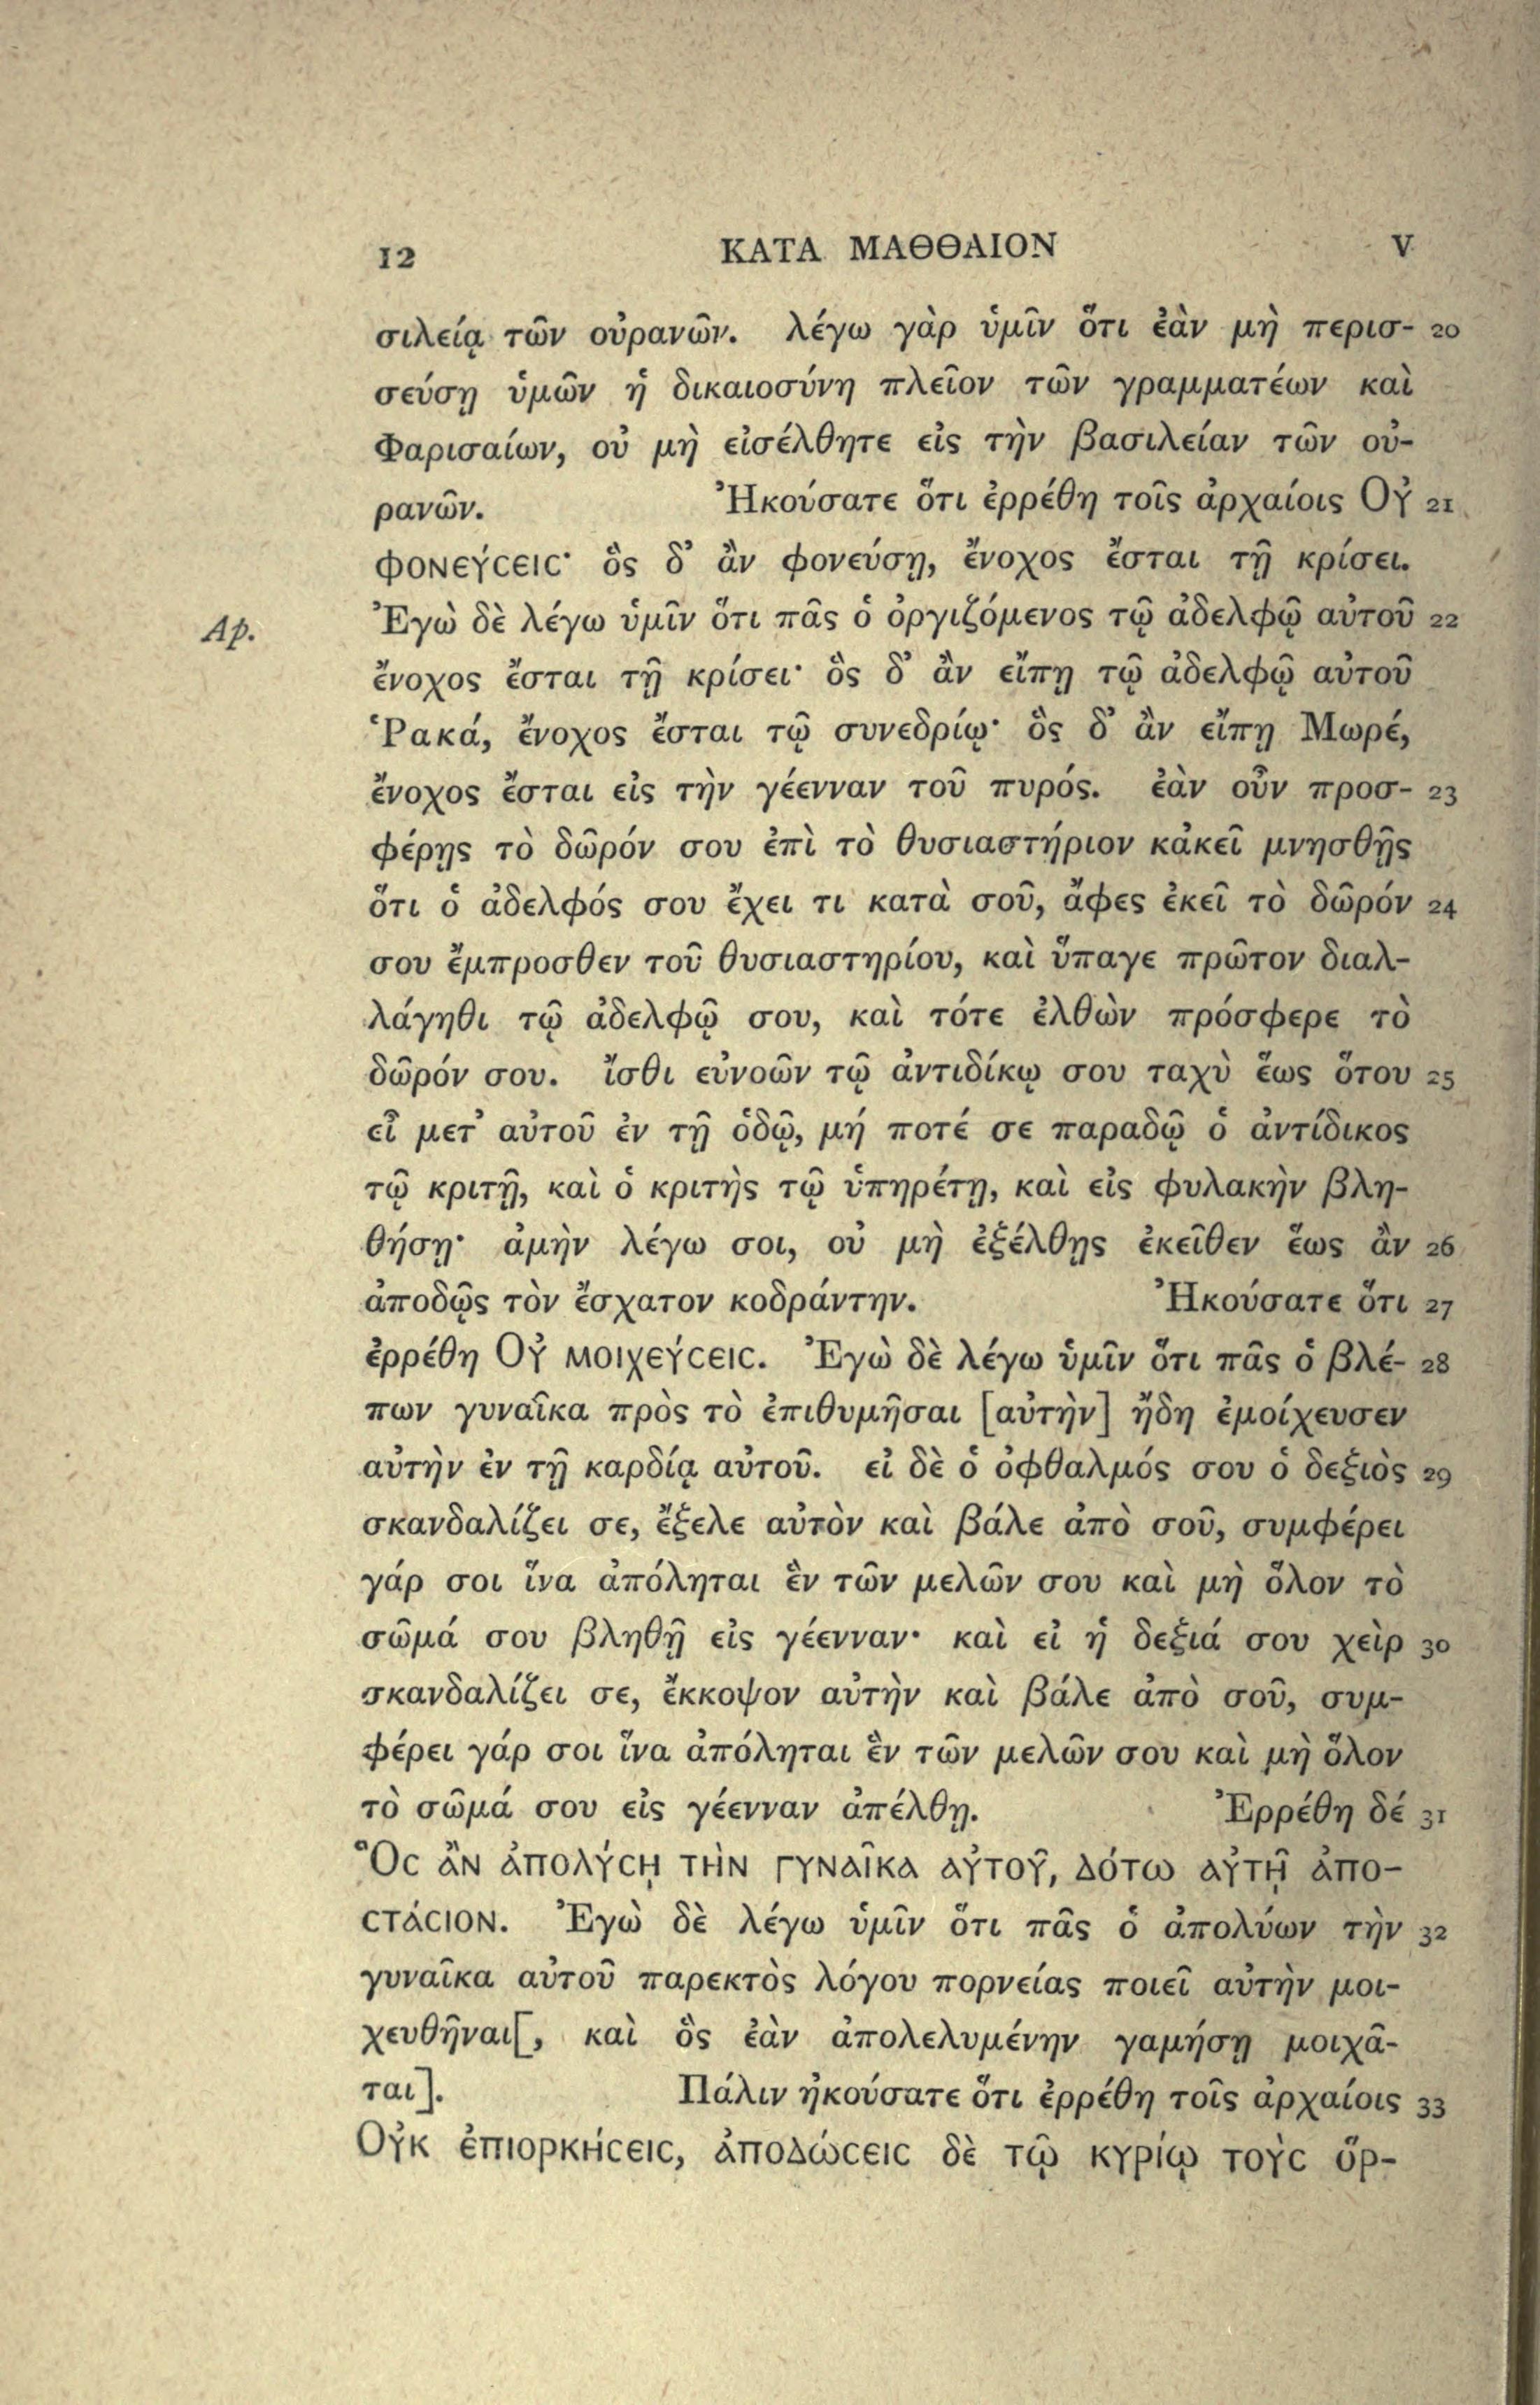 12 ΚΑΤΑ ΜΑΘΘΑΙΟΝ V
σιλείᾳ τῶν οὐρανῶν. λέγω γὰρ ὑμῖν ὅτι ἐὰν μὴ περισ- 20
σεύσῃ ὑμῶν ἡ δικαιοσύνη πλεῖον τῶν γραμματέων καὶ
Φαρισαίων, οὐ μὴ εἰσέλθητε εἰς τὴν βασιλείαν τῶν οὐ-
ρανῶν. Ἠκούσατε ὅτι ἐρρέθη τοῖς ἀρχαίοις Οὐ 21
φονεύϲειϲ· ὃς δ᾽ ἂν φονεύσῃ, ἔνοχος ἔσται τῇ κρίσει.
Ἐγὼ δὲ λέγω ὑμῖν ὅτι πᾶς ὁ ὀργιζόμενος τῷ ἀδελφῷ αὐτοῦ 22
Ap.
ἔνοχος ἔσται τῇ κρίσει· ὃς δ᾽ ἂν εἴπῃ τῷ ἀδελφῷ αὐτοῦ
Ῥακά, ἔνοχος ἔσται τῷ συνεδρίῳ· ὃς δ᾽ ἂν εἴπῃ Μωρέ,
ἔνοχος ἔσται εἰς τὴν γέενναν τοῦ πυρός. ἐὰν οὖν προσ- 23
φέρῃς τὸ δῶρόν σου ἐπὶ τὸ θυσιαστήριον κἀκεῖ μνησθῇς
ὅτι ὁ ἀδελφός σου ἔχει τι κατὰ σοῦ, ἄφες ἐκεῖ τὸ δῶρόν 24
σου ἔμπροσθεν τοῦ θυσιαστηρίου, καὶ ὕπαγε πρῶτον διαλ-
λάγηθι τῷ ἀδελφῷ σου, καὶ τότε ἐλθὼν πρόσφερε τὸ
δῶρόν σου. ἴσθι εὐνοῶν τῷ ἀντιδίκῳ σου ταχὺ ἕως ὅτου 25
εἶ μετ᾽ αὐτοῦ ἐν τῇ ὁδῷ, μή ποτέ σε παραδῷ ὁ ἀντίδικος
τῷ κριτῇ, καὶ ὁ κριτὴς τῷ ὑπηρέτῃ, καὶ εἰς φυλακὴν βλη-
θήσῃ· ἀμὴν λέγω σοι, οὐ μὴ ἐξέλθῃς ἐκεῖθεν ἕως ἂν 26
ἀποδῷς τὸν ἔσχατον κοδράντην. Ἠκούσατε ὅτι 27
ἐρρέθη Οὐ μοιχεύϲειϲ. Ἐγὼ δὲ λέγω ὑμῖν ὅτι πᾶς ὁ βλέ- 28
πων γυναῖκα πρὸς τὸ ἐπιθυμῆσαι [αὐτὴν] ἤδη ἐμοίχευσεν
αὐτὴν ἐν τῇ καρδίᾳ αὐτοῦ. εἰ δὲ ὁ ὀφθαλμός σου ὁ δεξιὸς 29
σκανδαλίζει σε, ἔξελε αὐτὸν καὶ βάλε ἀπὸ σοῦ, συμφέρει
γάρ σοι ἵνα ἀπόληται ἓν τῶν μελῶν σου καὶ μὴ ὅλον τὸ
σῶμά σου βληθῇ εἰς γέενναν· καὶ εἰ ἡ δεξιά σου χεὶρ 30
σκανδαλίζει σε, ἔκκοψον αὐτὴν καὶ βάλε ἀπὸ σοῦ, συμ-
φέρει γάρ σοι ἵνα ἀπόληται ἓν τῶν μελῶν σου καὶ μὴ ὅλον
τὸ σῶμά σου εἰς γέενναν ἀπέλθῃ. Ἐρρέθη δέ 31
Ὃϲ ἂν ἀπολύϲῃ τὴν γυναῖκα αὐτοῦ, δότω αὐτῇ ἀπο-
ϲτάϲιον. Ἐγὼ δὲ λέγω ὑμῖν ὅτι πᾶς ὁ ἀπολύων τὴν 32
γυναῖκα αὐτοῦ παρεκτὸς λόγου πορνείας ποιεῖ αὐτὴν μοι-
χευθῆναι[, καὶ ὃς ἐὰν ἀπολελυμένην γαμήσῃ μοιχᾶ-
ται]. Πάλιν ἠκούσατε ὅτι ἐρρέθη τοῖς ἀρχαίοις 33
Οὐκ ἐπιορκήϲειϲ, ἀποδώϲειϲ δὲ τῷ κυρίῳ τοὺϲ ὅρ-